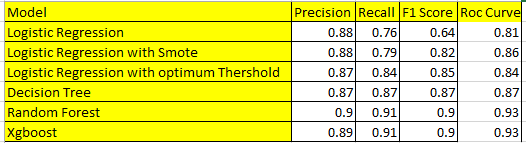 Model Precision Recall F1 Score Roc Curve
Logistic Regression 0.88 0.76 0.64 0.81
Logistic Regression with Smote 0.88 0.79 0.82 0.86
Logistic Regression with optimum Thershold 0.87 0.84 0.85 0.84
Decision Tree 0.87 0.87 0.87 0.87
Random Forest 0.9 0.91 0.9 0.93
Xgboost 0.89 0.91 0.9 0.93